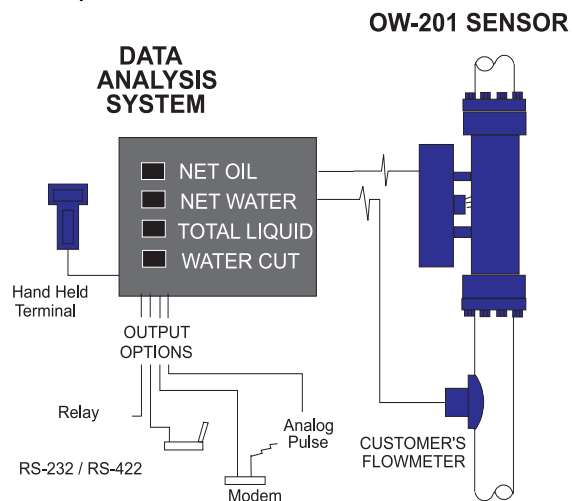 OW-201 SENSOR
DATA
ANALYSIS
SYSTEM
NET OIL
NET WATER
TOTAL LIQUID
WATER CUT
Hand Held
Terminal
OUTPUT
OPTIONS
Relay
Analog
Pulse
CUSTOMER'S
FLOWMETER
RS-232 / RS-422
Modem